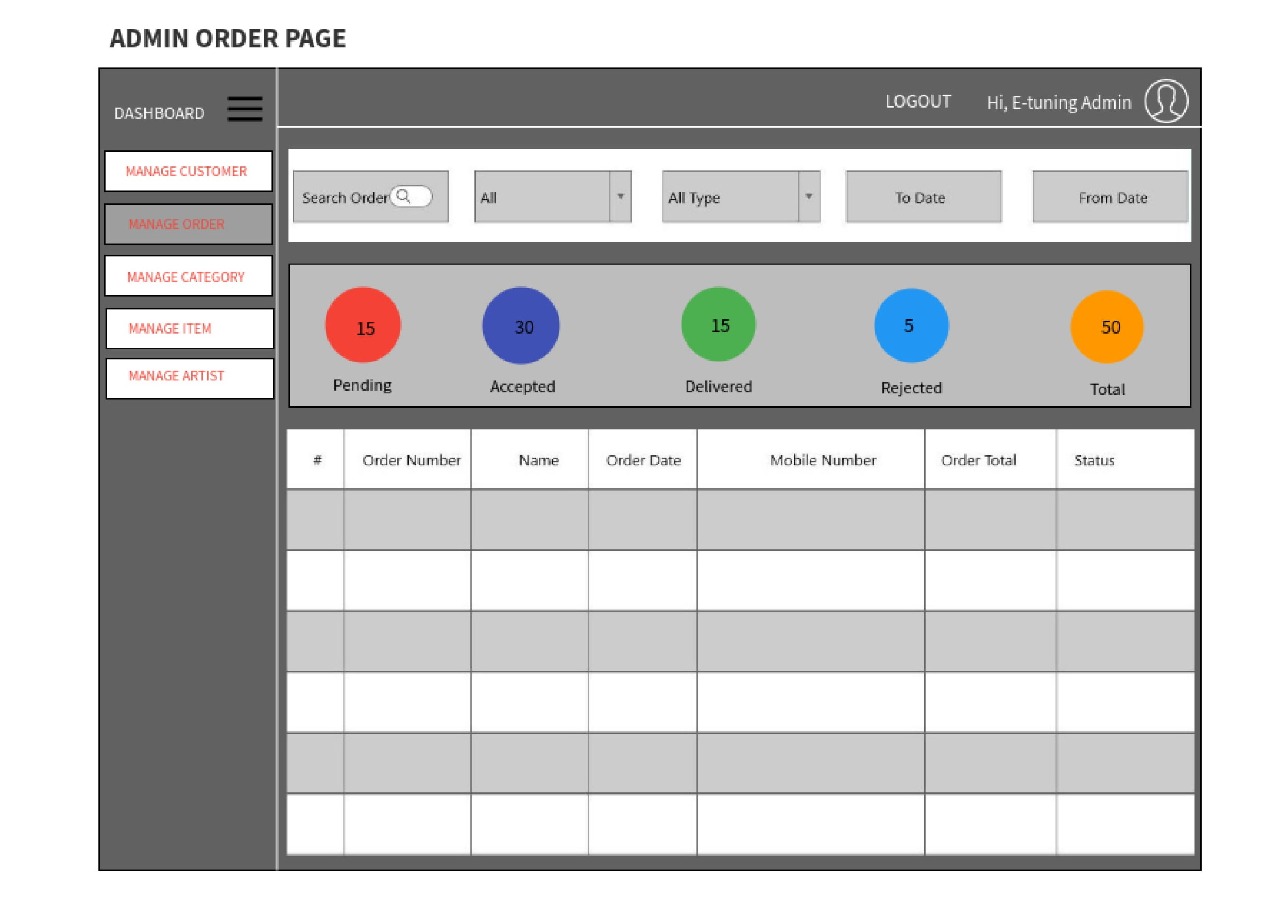 ADMIN ORDER PAGE
DASHBOARD
LOGOUT
Hi, E-tuning Admin
MANAGE CUSTOMER
MANAGE ORDER
MANAGE CATEGORY
MANAGE ITEM
MANAGE ARTIST
Search Order
All
All Type
To Date
From Date
15
30
15
5
50
Pending
Accepted
Delivered
Rejected
Total
# Order Number Name Order Date Mobile Number Order Total Status